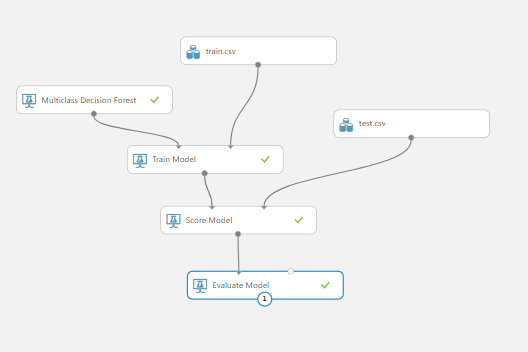 train.csv
Multiclass Decision Forest
test.csv
Train Model
Score Model
Evaluate Model
1